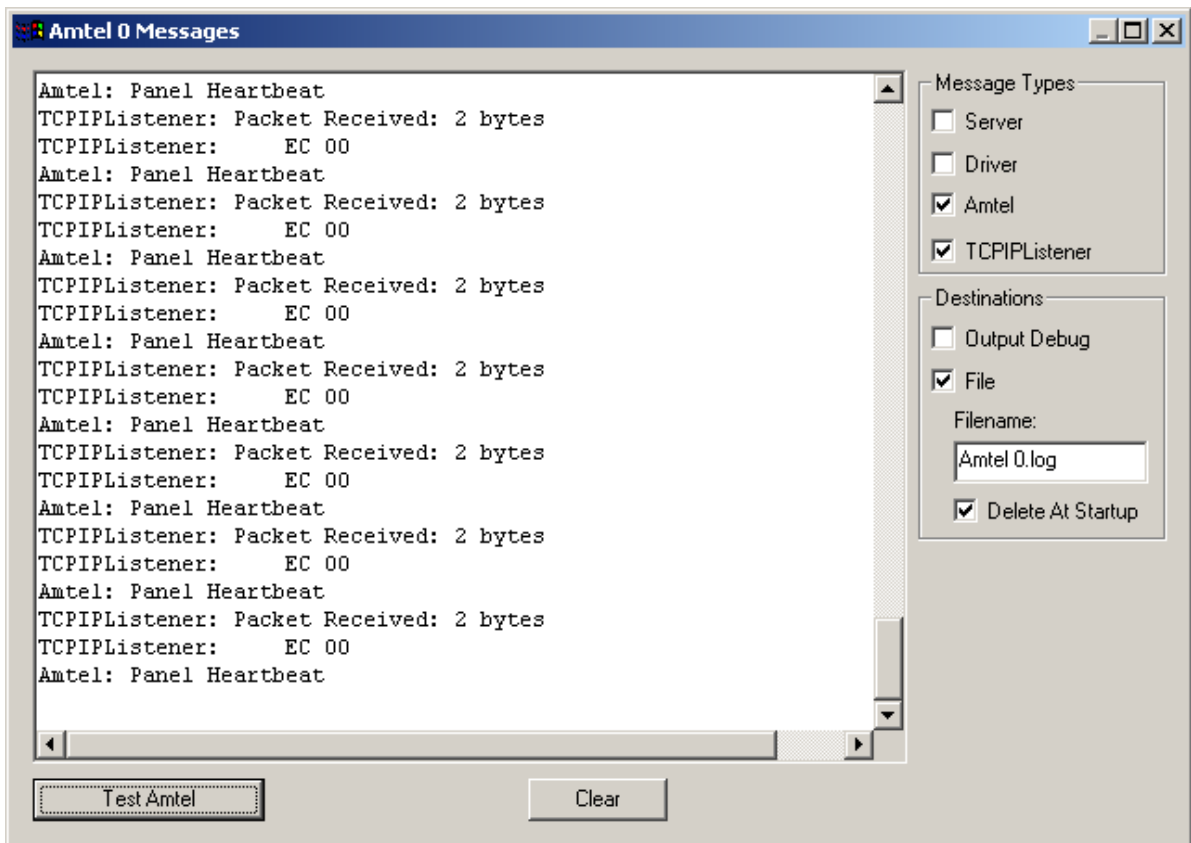 Amtel 0 Messages
Amtel: Panel Heartbeat
TCPIPListener: Packet Received: 2 bytes
TCPIPListener:     EC 00
Amtel: Panel Heartbeat
TCPIPListener: Packet Received: 2 bytes
TCPIPListener:     EC 00
Amtel: Panel Heartbeat
TCPIPListener: Packet Received: 2 bytes
TCPIPListener:     EC 00
Amtel: Panel Heartbeat
TCPIPListener: Packet Received: 2 bytes
TCPIPListener:     EC 00
Amtel: Panel Heartbeat
TCPIPListener: Packet Received: 2 bytes
TCPIPListener:     EC 00
Amtel: Panel Heartbeat
TCPIPListener: Packet Received: 2 bytes
TCPIPListener:     EC 00
Amtel: Panel Heartbeat
TCPIPListener: Packet Received: 2 bytes
TCPIPListener:     EC 00
Amtel: Panel Heartbeat
Message Types
Server
Driver
Amtel
TCPIPListener
Destinations
Output Debug
File
Filename:
Amtel 0.log
Delete At Startup
Test Amtel
Clear